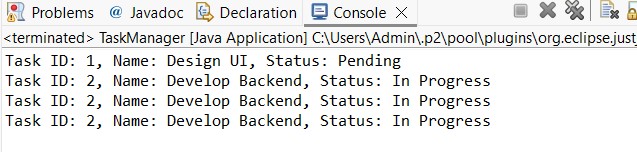 Problems @ Javadoc Declaration Console
<terminated> TaskManager [Java Application] C:\Users\Admin\.p2\pool\plugins\org.eclipse.just
Task ID: 1, Name: Design UI, Status: Pending
Task ID: 2, Name: Develop Backend, Status: In Progress
Task ID: 2, Name: Develop Backend, Status: In Progress
Task ID: 2, Name: Develop Backend, Status: In Progress